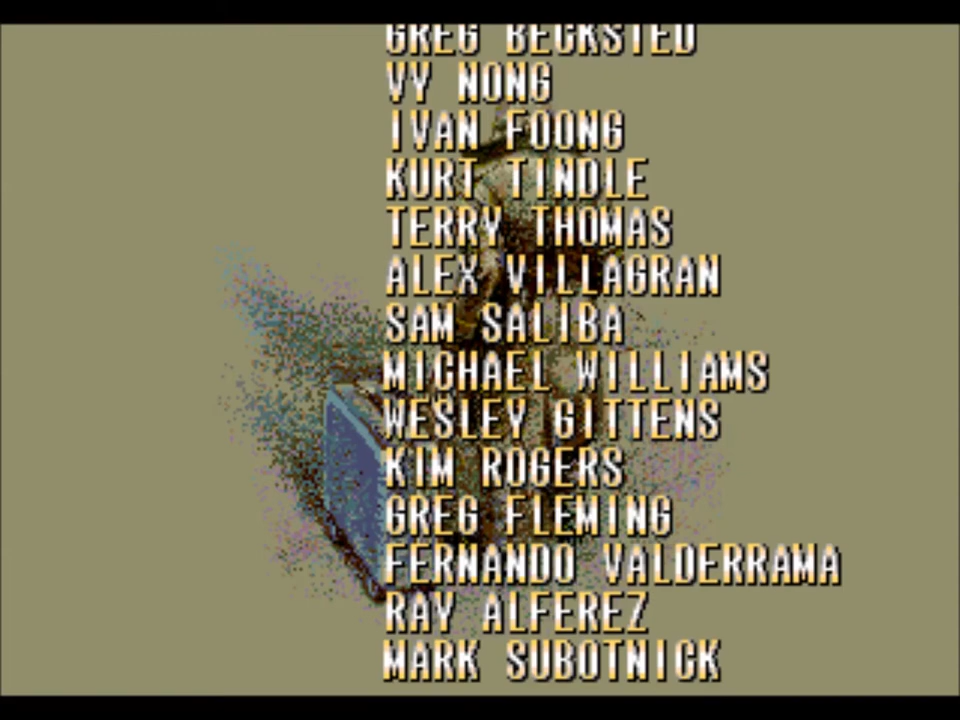 GREG BECKSTED
VY NONG
IVAN FOONG
KURT TINDLE
TERRY THOMAS
ALEX VILLAGRAN
SAM SALIBA
MICHAEL WILLIAMS
WESLEY GITTENS
KIM ROGERS
GREG FLEMING
FERNANDO VALDERRAMA
RAY ALFEREZ
MARK SUBOTNICK